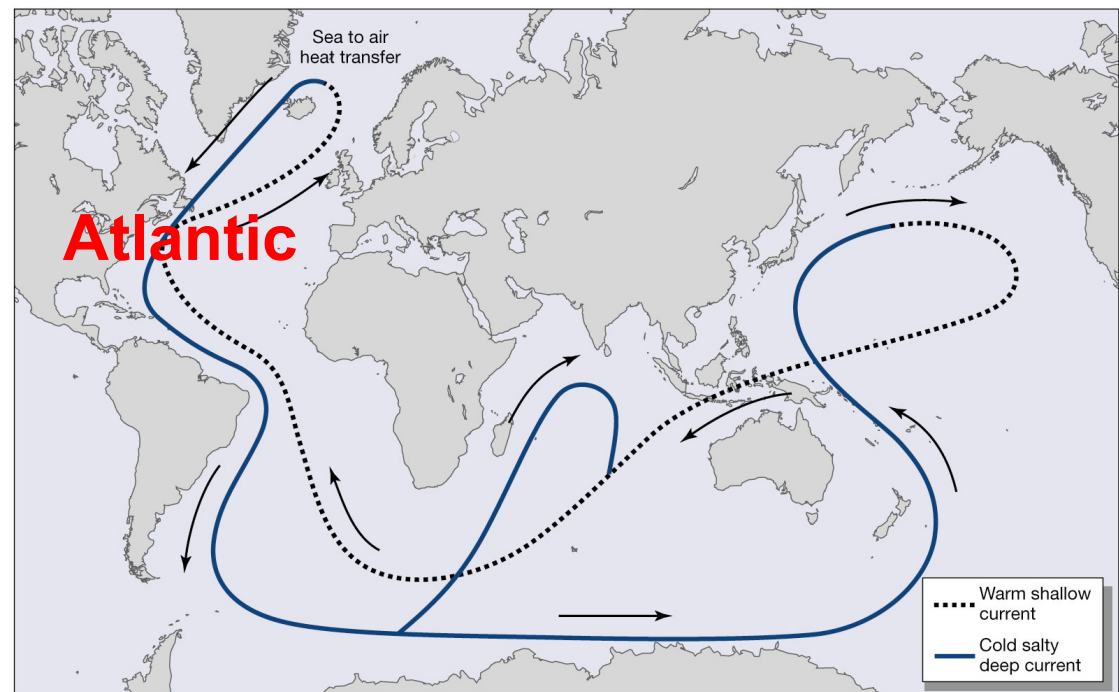 Sea to air
heat transfer
Atlantic
Warm shallow
current
Cold salty
deep current